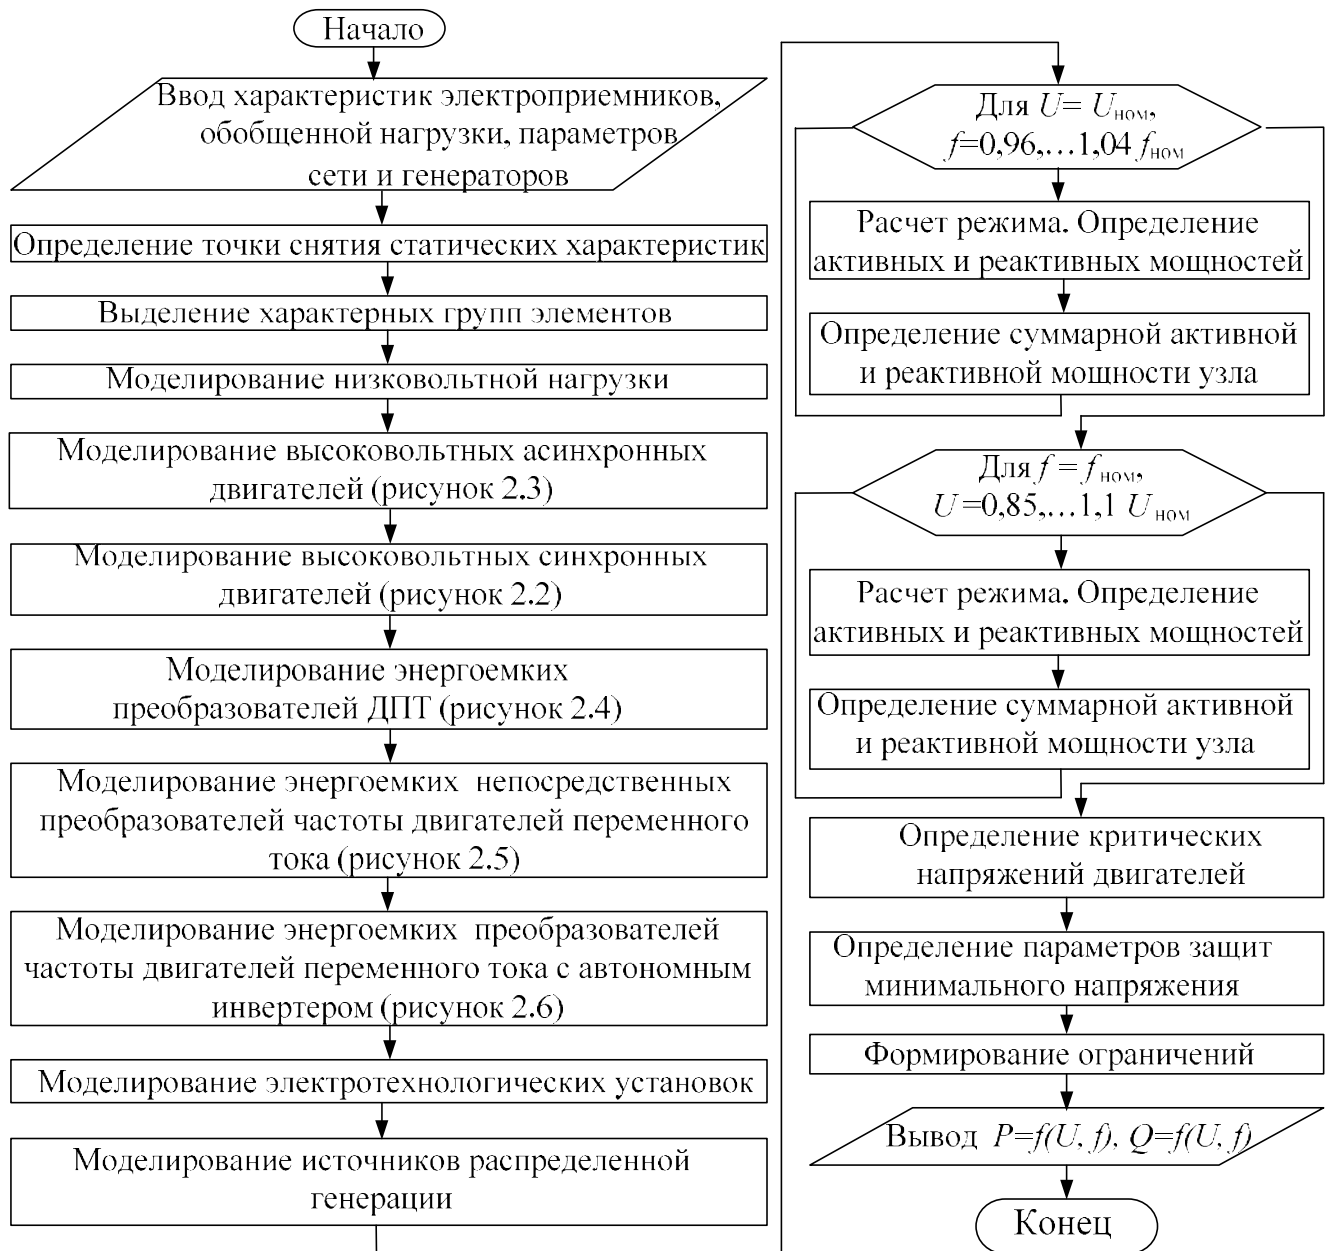 Начало
Ввод характеристик электроприемников,
обобщенной нагрузки, параметров
сети и генераторов
Определение точки снятия статических характеристик
Выделение характерных групп элементов
Моделирование низковольтной нагрузки
Моделирование высоковольтных асинхронных
двигателей (рисунок 2.3)
Моделирование высоковольтных синхронных
двигателей (рисунок 2.2)
Моделирование энергоемких
преобразователей ДПТ (рисунок 2.4)
Моделирование энергоемких непосредственных
преобразователей частоты двигателей переменного
тока (рисунок 2.5)
Моделирование энергоемких преобразователей
частоты двигателей переменного тока с автономным
инвертером (рисунок 2.6)
Моделирование электротехнологических установок
Моделирование источников распределенной
генерации
Для U= Uном,
f=0,96,…1,04 fном
Расчет режима. Определение
активных и реактивных мощностей
Определение суммарной активной
и реактивной мощности узла
Для f = fном,
U=0,85,…1,1 Uном
Расчет режима. Определение
активных и реактивных мощностей
Определение суммарной активной
и реактивной мощности узла
Определение критических
напряжений двигателей
Определение параметров защит
минимального напряжения
Формирование ограничений
Вывод P=f(U, f), Q=f(U, f)
Конец